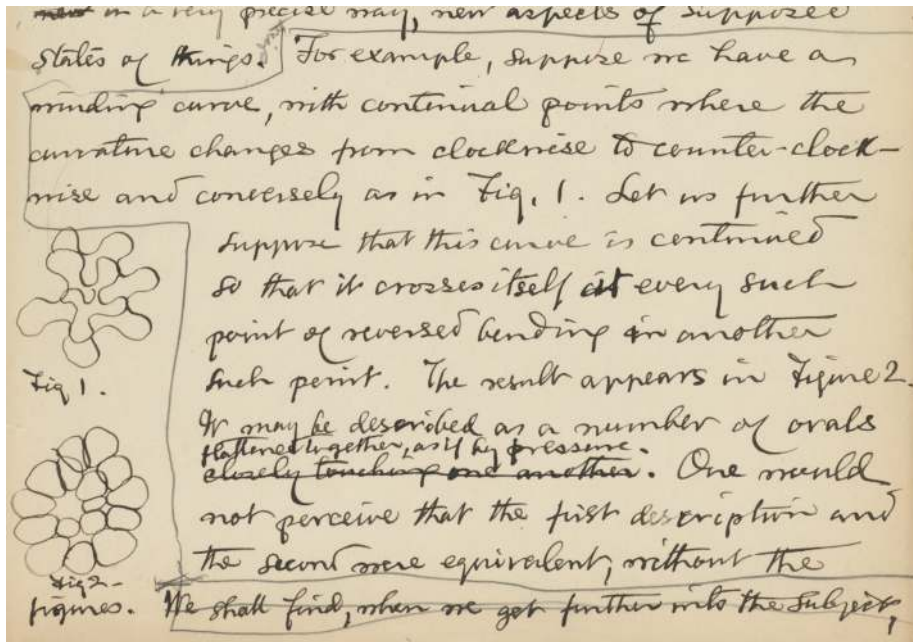 new in a very precise way, new aspects of supposed
states of things. For example, suppose we have a
winding curve, with continual points where the
curvature changes from clockwise to counter-clock-
wise and conversely as in Fig. 1. Let us further
suppose that this curve is continued
so that it crosses itself at every such
point of reversed bending in another
such point. The result appears in Figure 2.
It may be described as a number of ovals
flattened together, as if by pressure.
closely touching one another. One would
not perceive that the first description and
the second were equivalent, without the
figures. We shall find, when we get further into the subject,
Fig 1.
Fig 2-